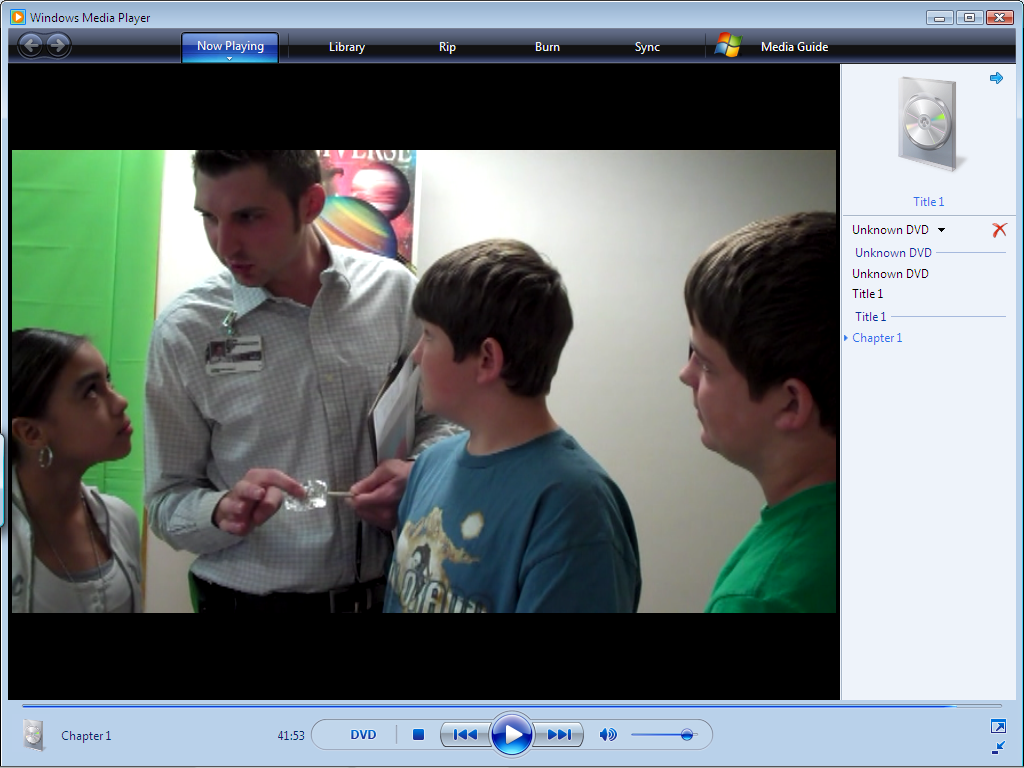 Windows Media Player
Now Playing
Library
Rip
Burn
Sync
Media Guide
Title 1
Unknown DVD
Unknown DVD
Unknown DVD
Title 1
Title 1
Chapter 1
Chapter 1
41:53
DVD